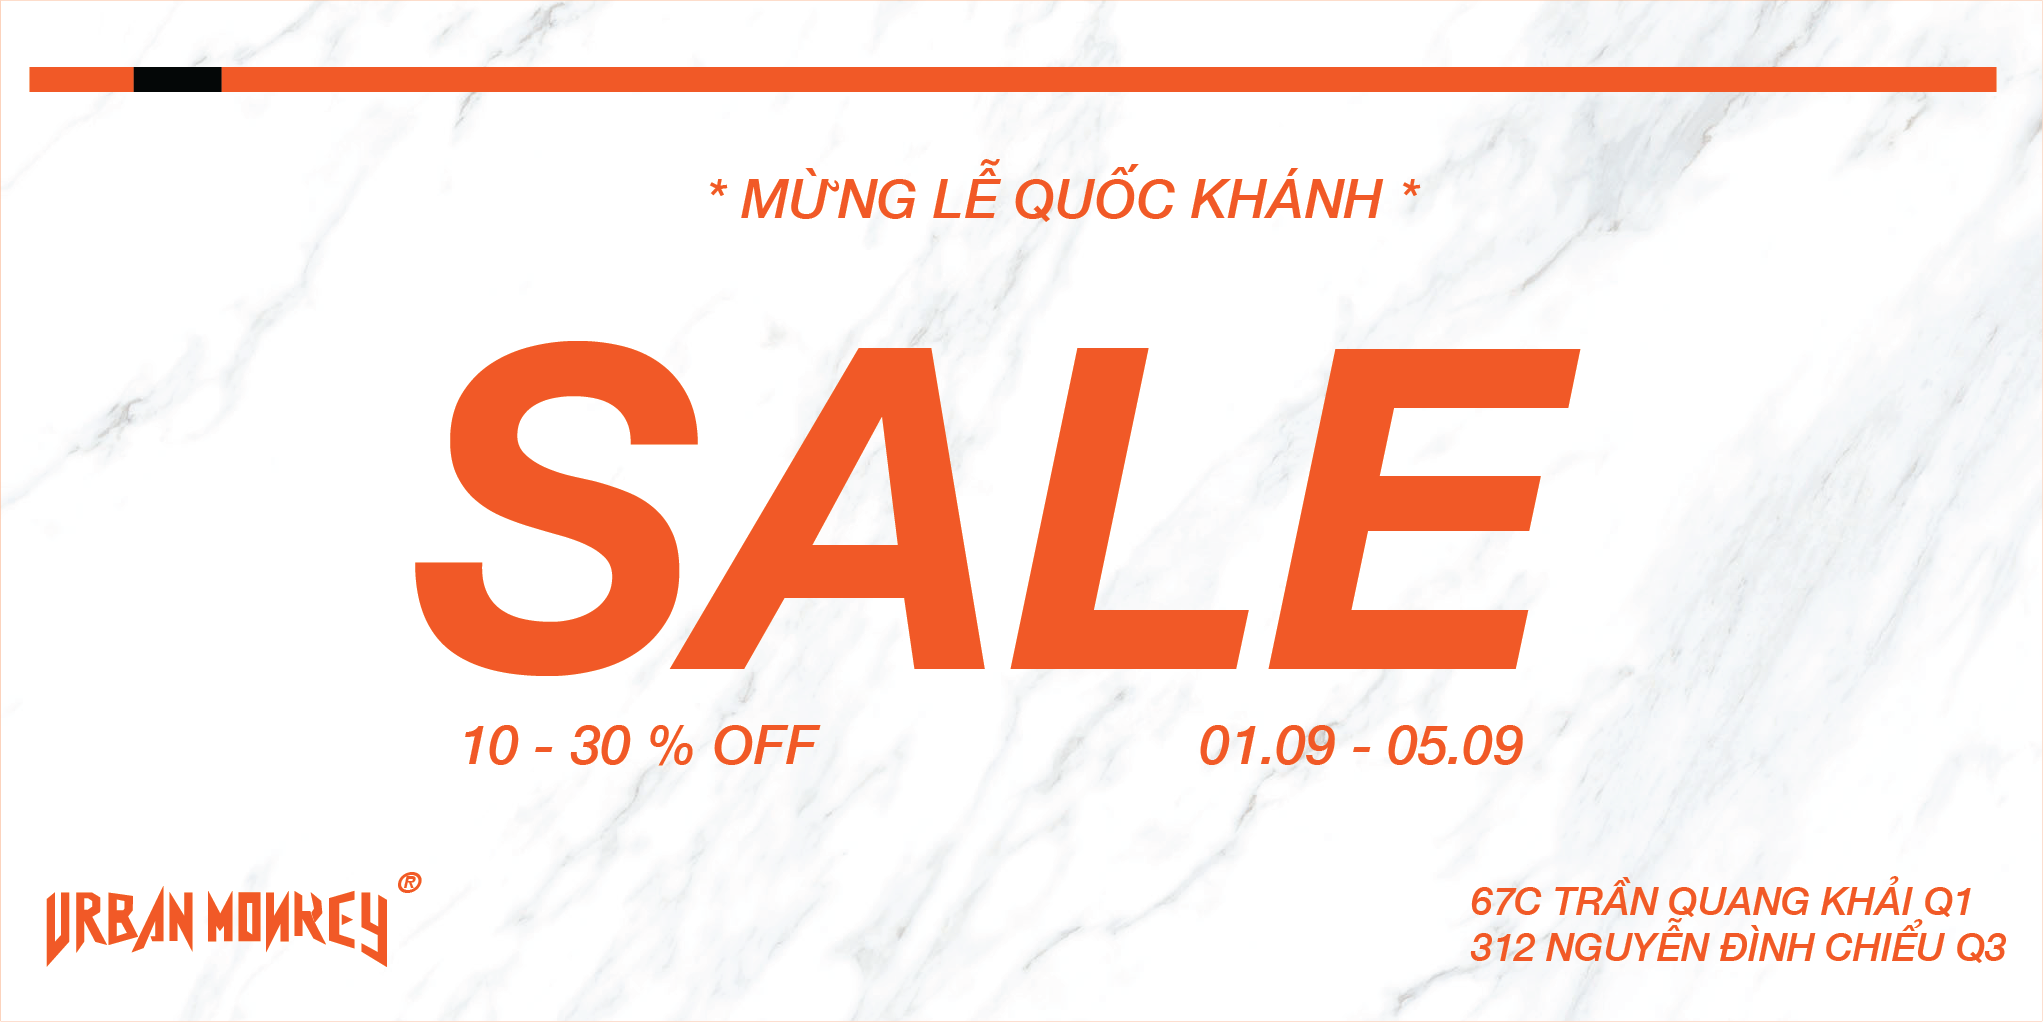 * MỪNG LỄ QUỐC KHÁNH *
SALE
10 - 30 % OFF
01.09 - 05.09
URBAN MONKEY ®
67C TRẦN QUANG KHẢI Q1
312 NGUYỄN ĐÌNH CHIỂU Q3